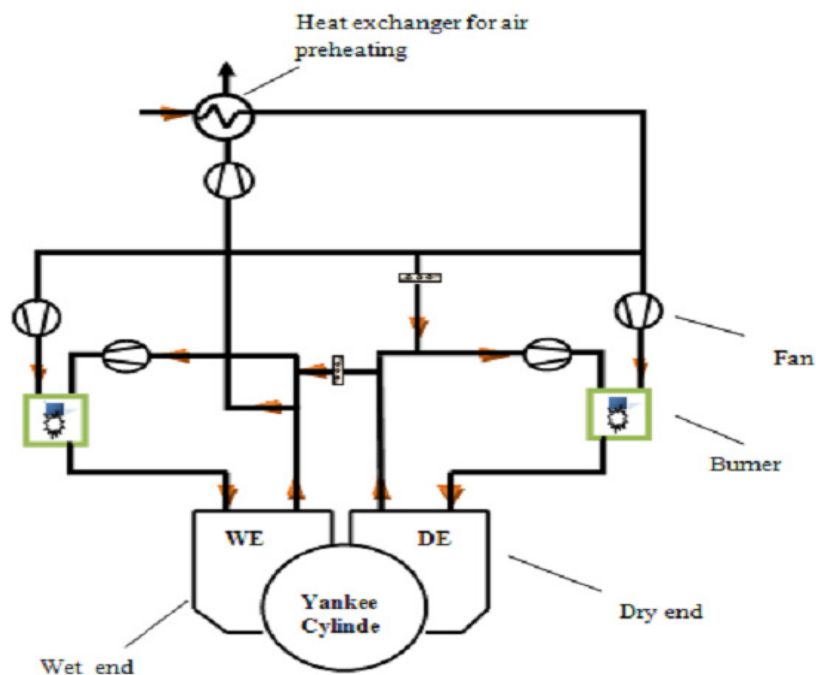 Heat exchanger for air
preheating
Fan
Burner
WE
DE
Yankee
Cylinde
Dry end
Wet end